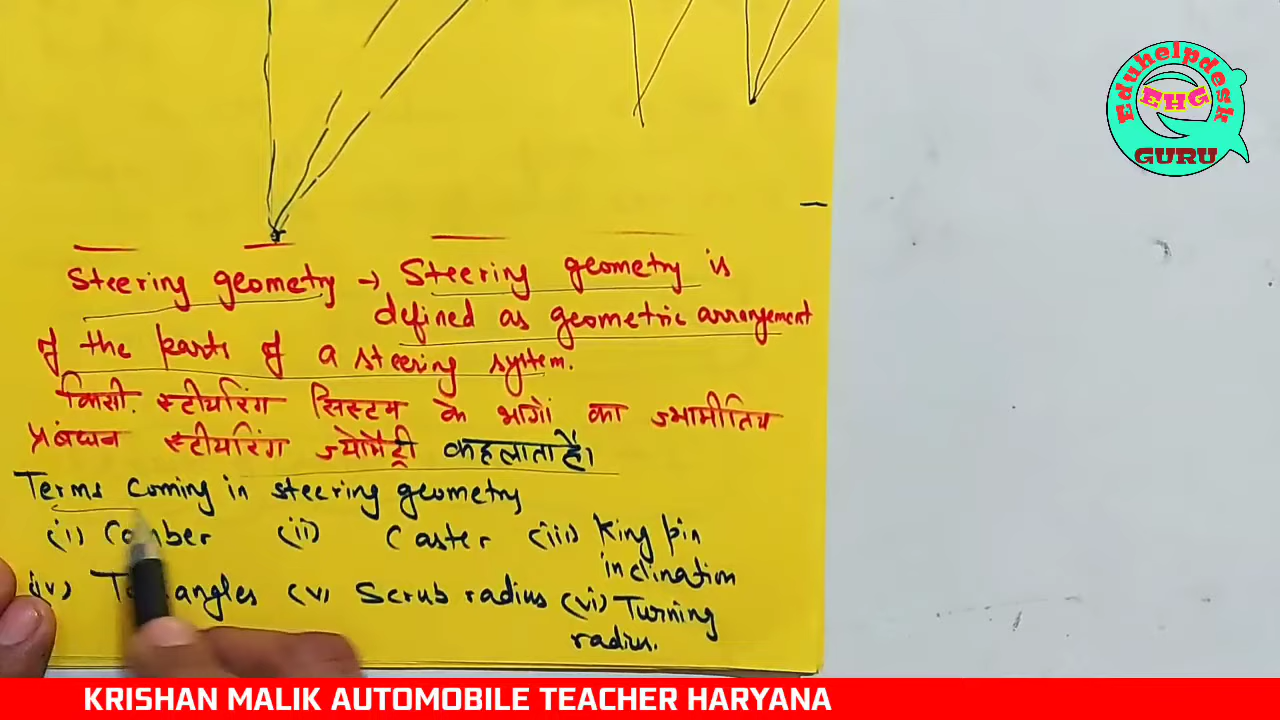 Eduhelpdesk
EHG
GURU
Steering geometry → Steering geometry is
defined as geometric arrangement
of the parts of a steering system.
किसी स्टीयरिंग सिस्टम के भागों का ज्यामीतिय
प्रबंधन स्टीयरिंग ज्योमैट्री कहलाता है।
Terms coming in steering geometry
(i) Camber (ii) Caster (iii) King pin
inclination
(iv) angles (v) Scrub radius (vi) Turning
radius.
KRISHAN MALIK AUTOMOBILE TEACHER HARYANA